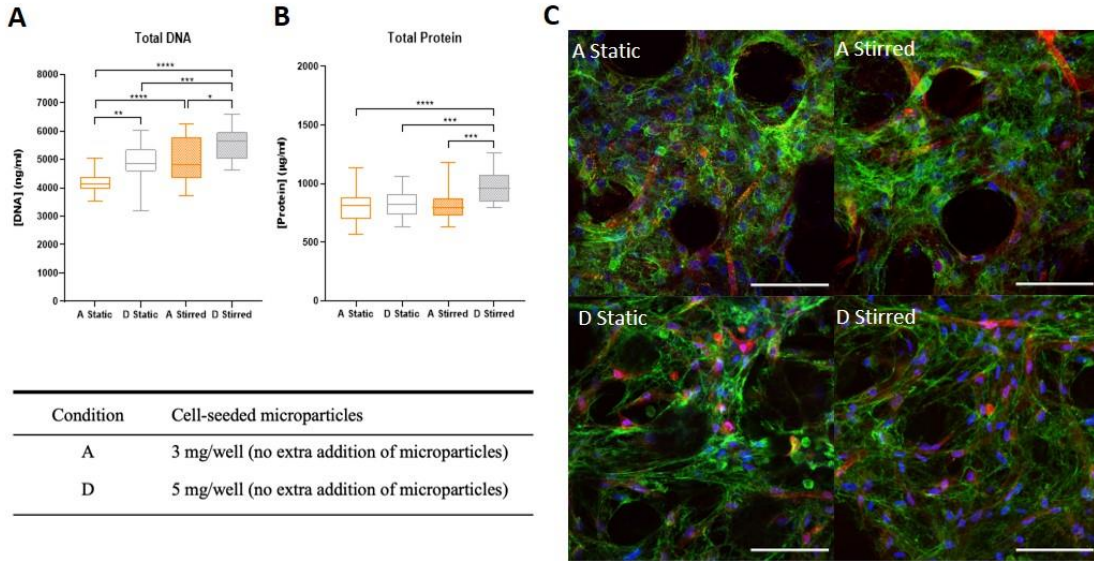 A
Total DNA
[DNA] (ng/ml)
8000
7000
6000
5000
4000
3000
2000
1000
0
****
***
****
*
**
A Static D Static A Stirred D Stirred
B
Total Protein
[Protein] (µg/ml)
2000
1500
1000
500
0
****
***
***
A Static D Static A Stirred D Stirred
Condition Cell-seeded microparticles
A 3 mg/well (no extra addition of microparticles)
D 5 mg/well (no extra addition of microparticles)
C
A Static A Stirred
D Static D Stirred